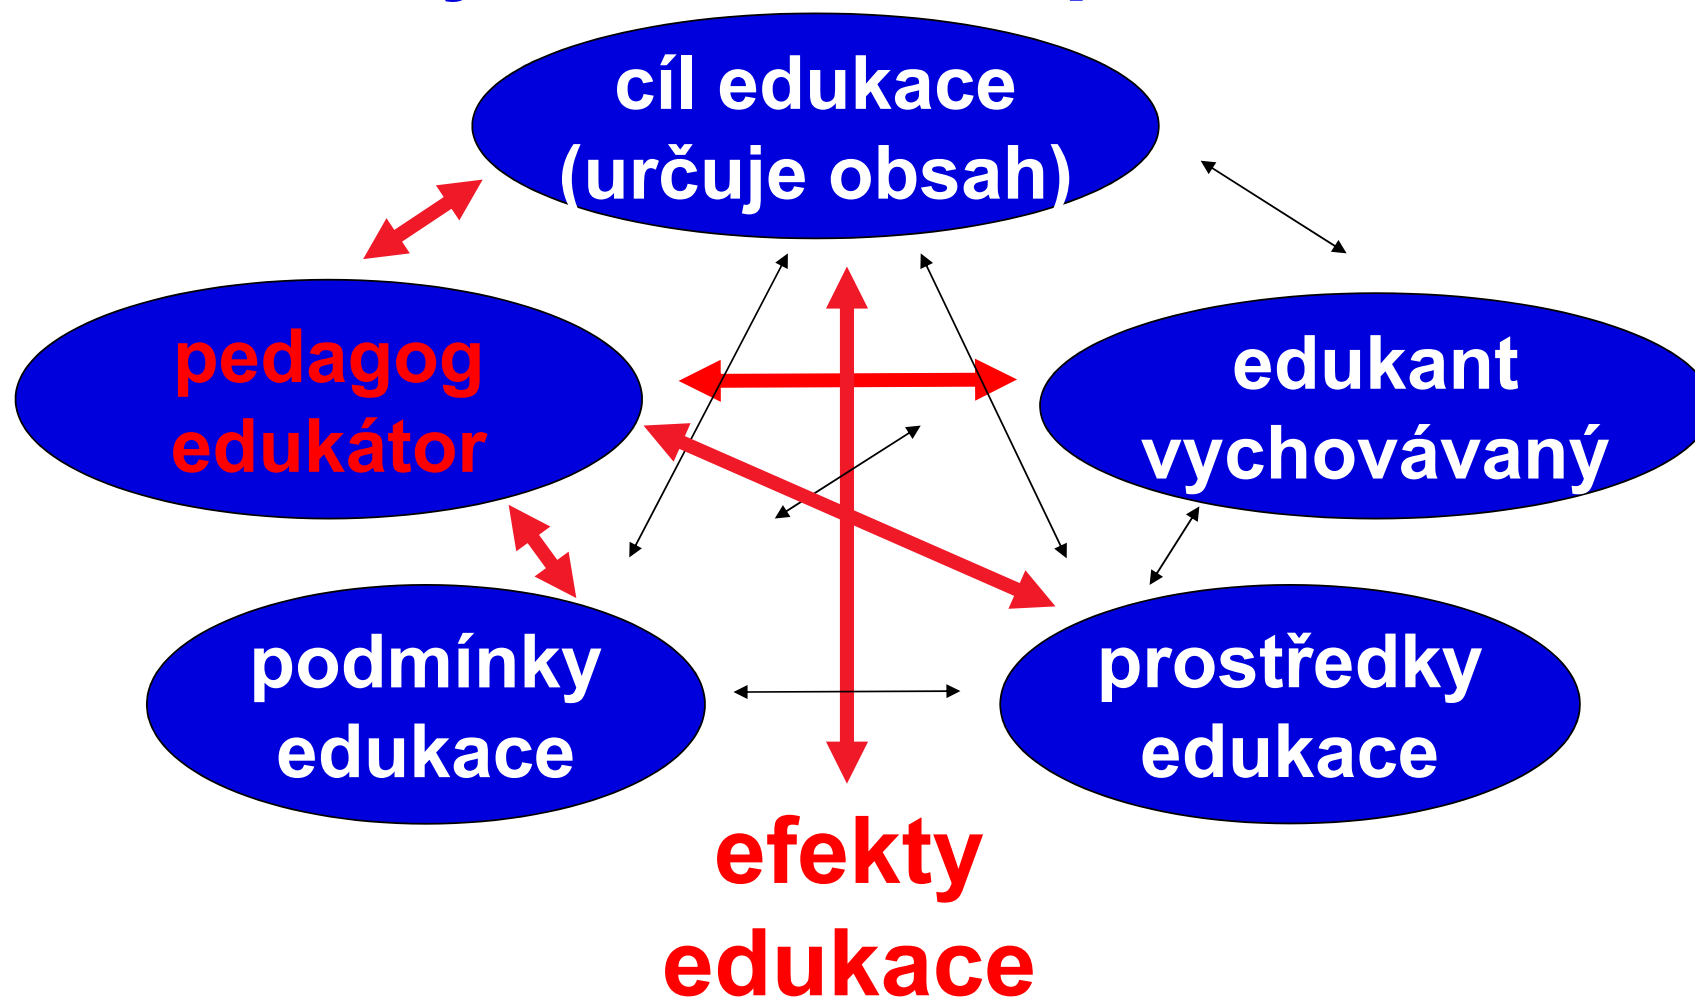 cíl edukace
(určuje obsah)
pedagog
edukátor
edukant
vychovávaný
podmínky
edukace
prostředky
edukace
efekty
edukace